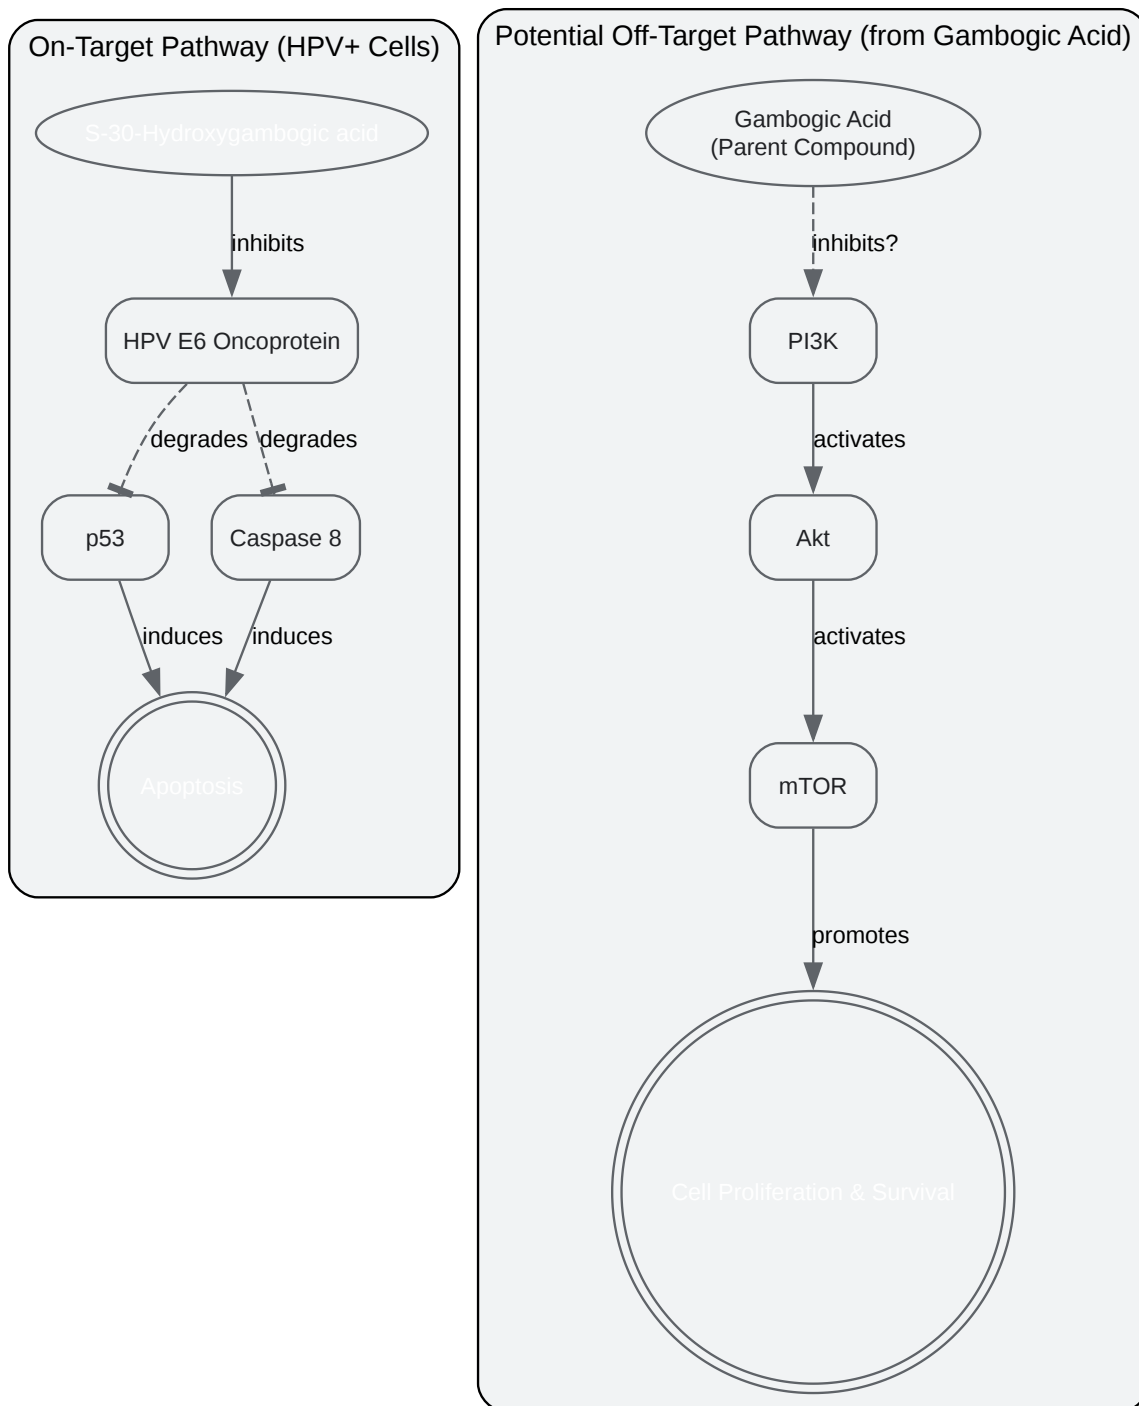 On-Target Pathway (HPV+ Cells)
S-30-Hydroxygambogic acid
inhibits
HPV E6 Oncoprotein
degrades
degrades
p53
Caspase 8
induces
induces
Apoptosis
Potential Off-Target Pathway (from Gambogic Acid)
Gambogic Acid
(Parent Compound)
inhibits?
PI3K
activates
Akt
activates
mTOR
promotes
Cell Proliferation & Survival